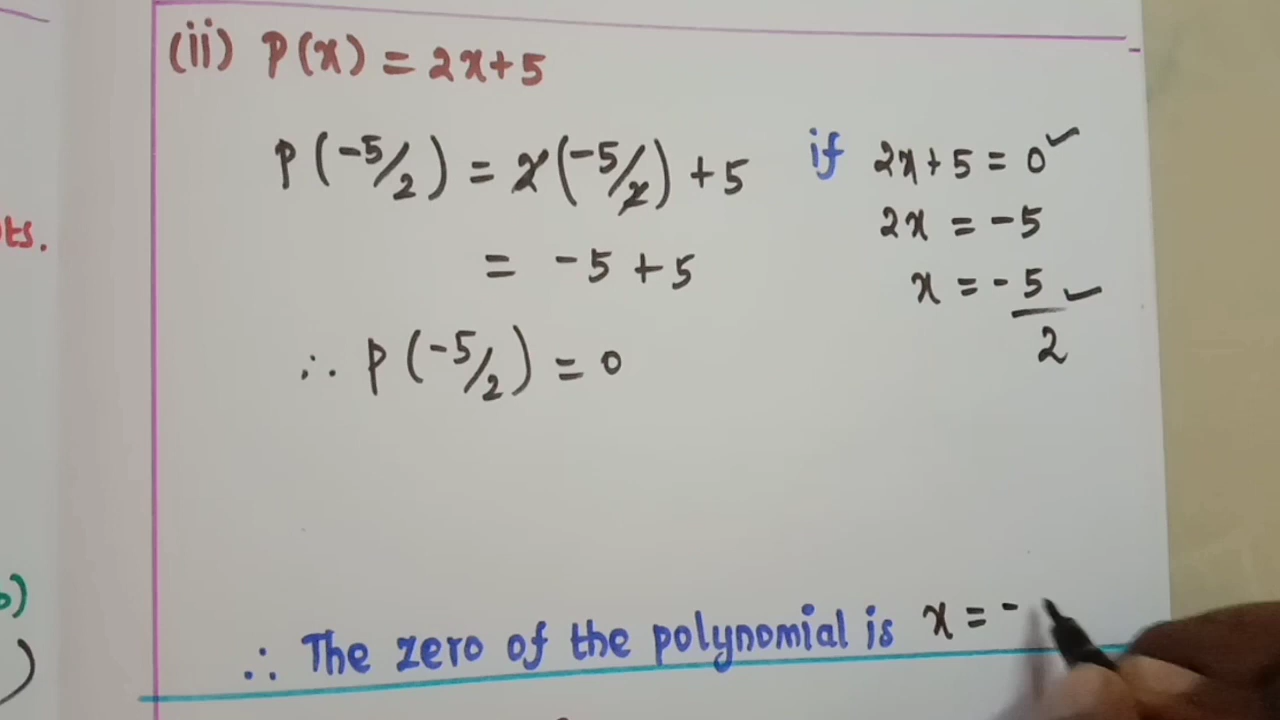 (ii) P(x) = 2x+5
P(-5/2) = 2(-5/2) + 5
if 2x+5 = 0 ✓
2x = -5
= -5 + 5
x = -5/2 ✓
∴ P(-5/2) = 0
ts.
∴ The zero of the polynomial is x = -